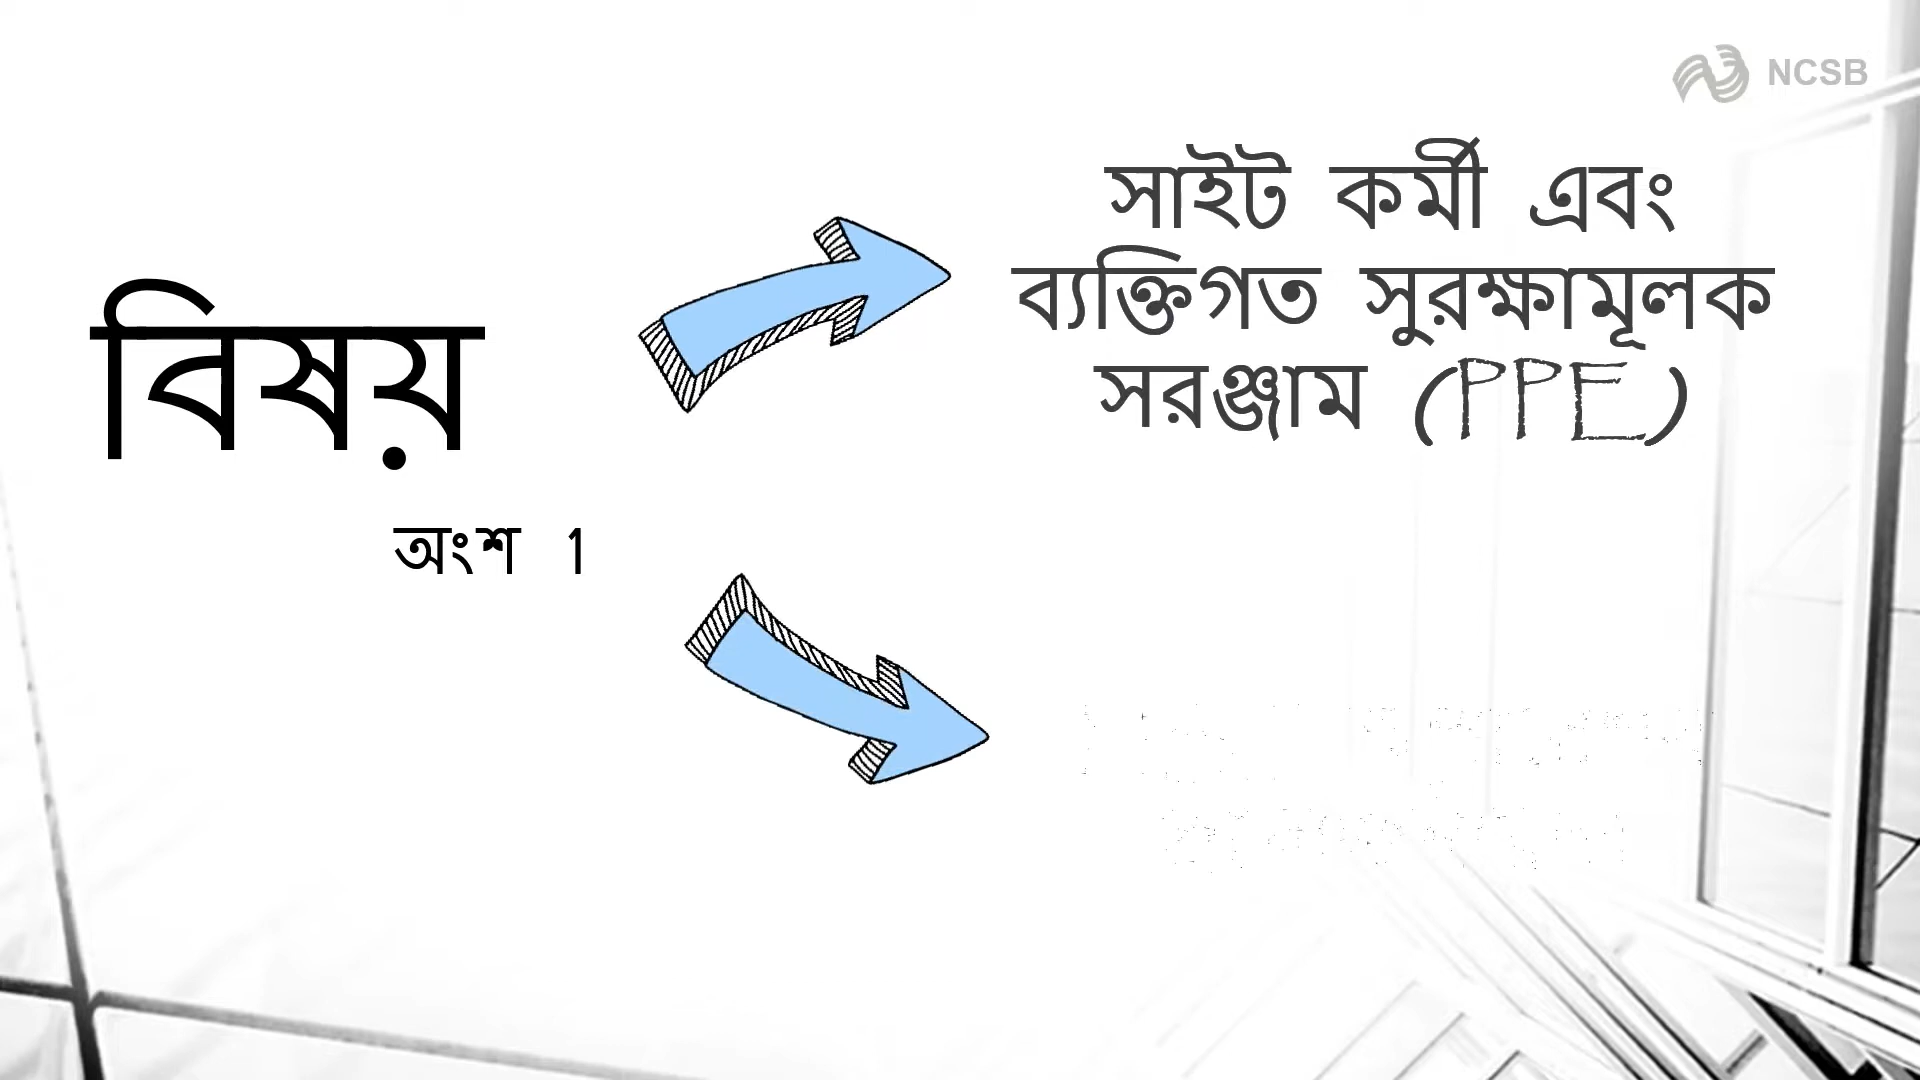 NCSB
বিষয়
অংশ 1
সাইট কর্মী এবং
ব্যক্তিগত সুরক্ষামূলক
সরঞ্জাম (PPE)